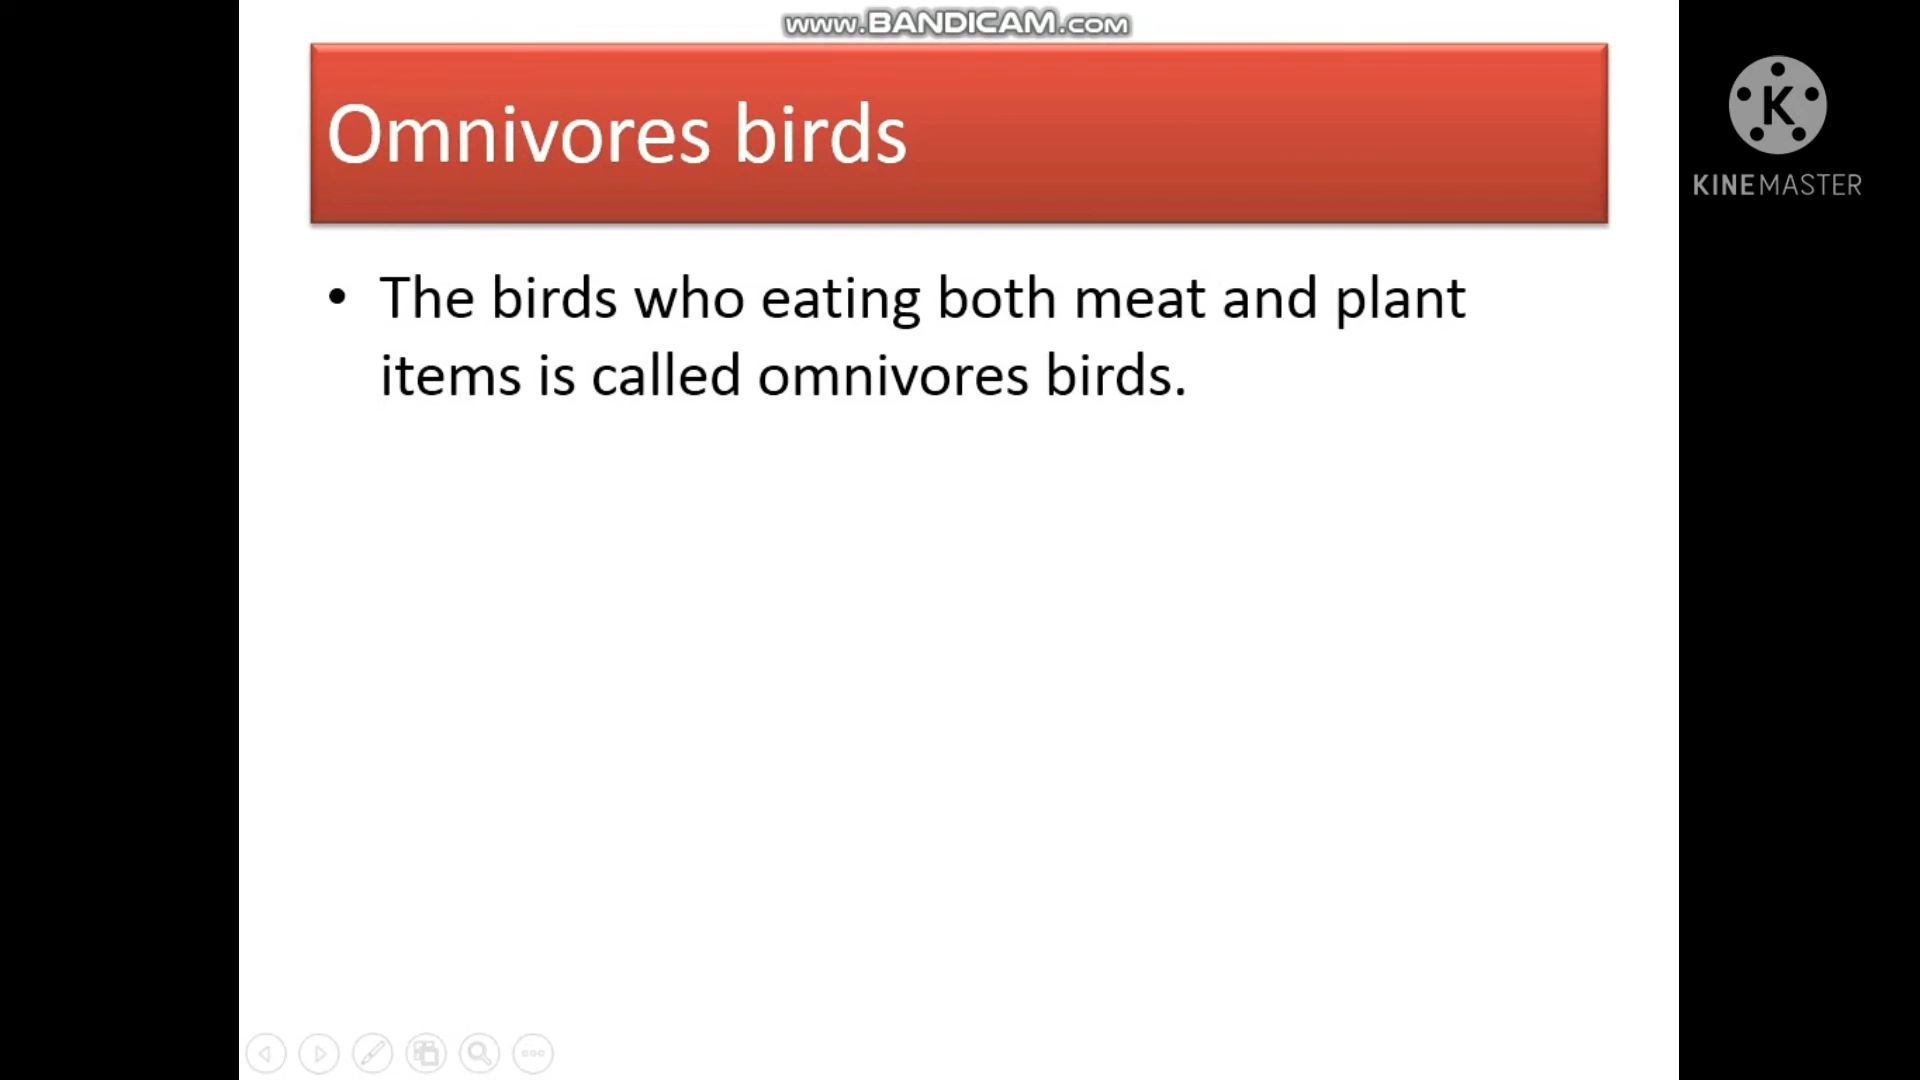 www.BANDICAM.com
Omnivores birds
K
KINEMASTER
• The birds who eating both meat and plant
items is called omnivores birds.